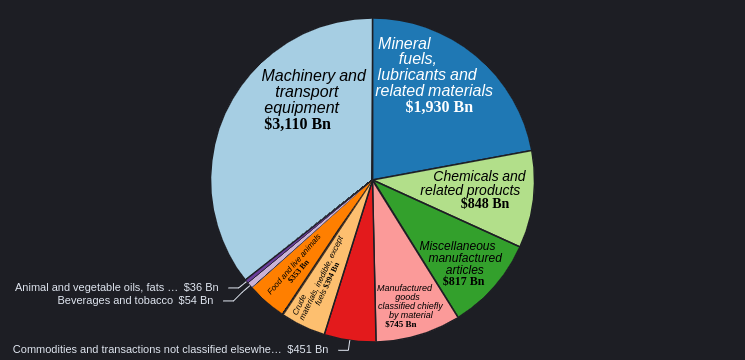 Machinery and
transport
equipment
$3,110 Bn
Mineral
fuels,
lubricants and
related materials
$1,930 Bn
Chemicals and
related products
$848 Bn
Miscellaneous
manufactured
articles
$817 Bn
Manufactured
goods
classified chiefly
by material
$745 Bn
Crude
materials, inedible, except
fuels $394 Bn
Food and live animals
$353 Bn
Animal and vegetable oils, fats … $36 Bn
Beverages and tobacco $54 Bn
Commodities and transactions not classified elsewhe… $451 Bn